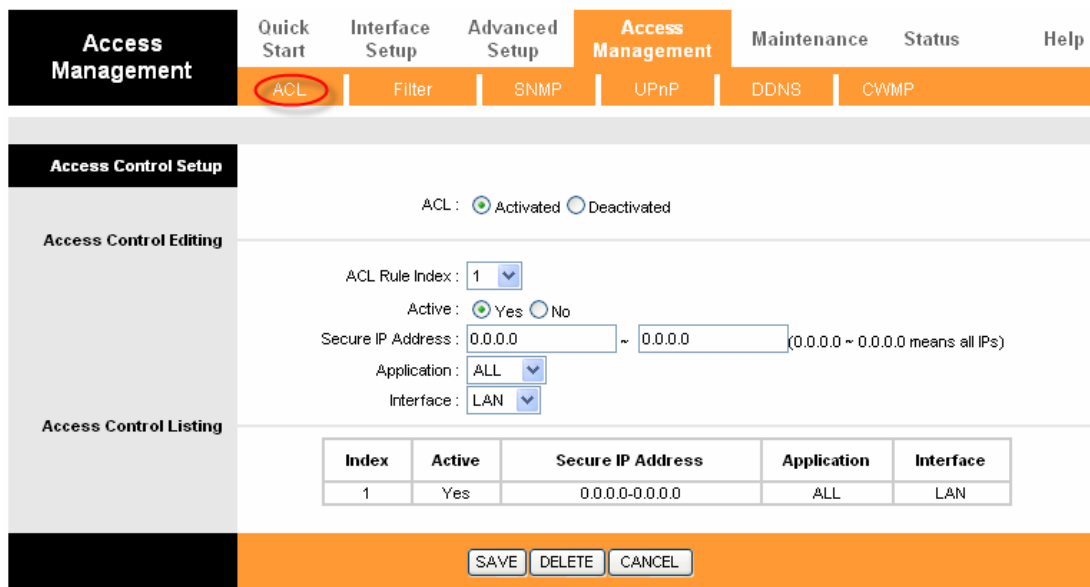 Access Management
Quick Start
Interface Setup
Advanced Setup
Access Management
Maintenance
Status
Help
ACL
Filter
SNMP
UPnP
DDNS
CWMP
Access Control Setup
ACL : Activated Deactivated
Access Control Editing
ACL Rule Index : 1
Active : Yes No
Secure IP Address : 0.0.0.0 ~ 0.0.0.0 (0.0.0.0 ~ 0.0.0.0 means all IPs)
Application : ALL
Interface : LAN
Access Control Listing
Index Active Secure IP Address Application Interface
1 Yes 0.0.0.0-0.0.0.0 ALL LAN
SAVE DELETE CANCEL